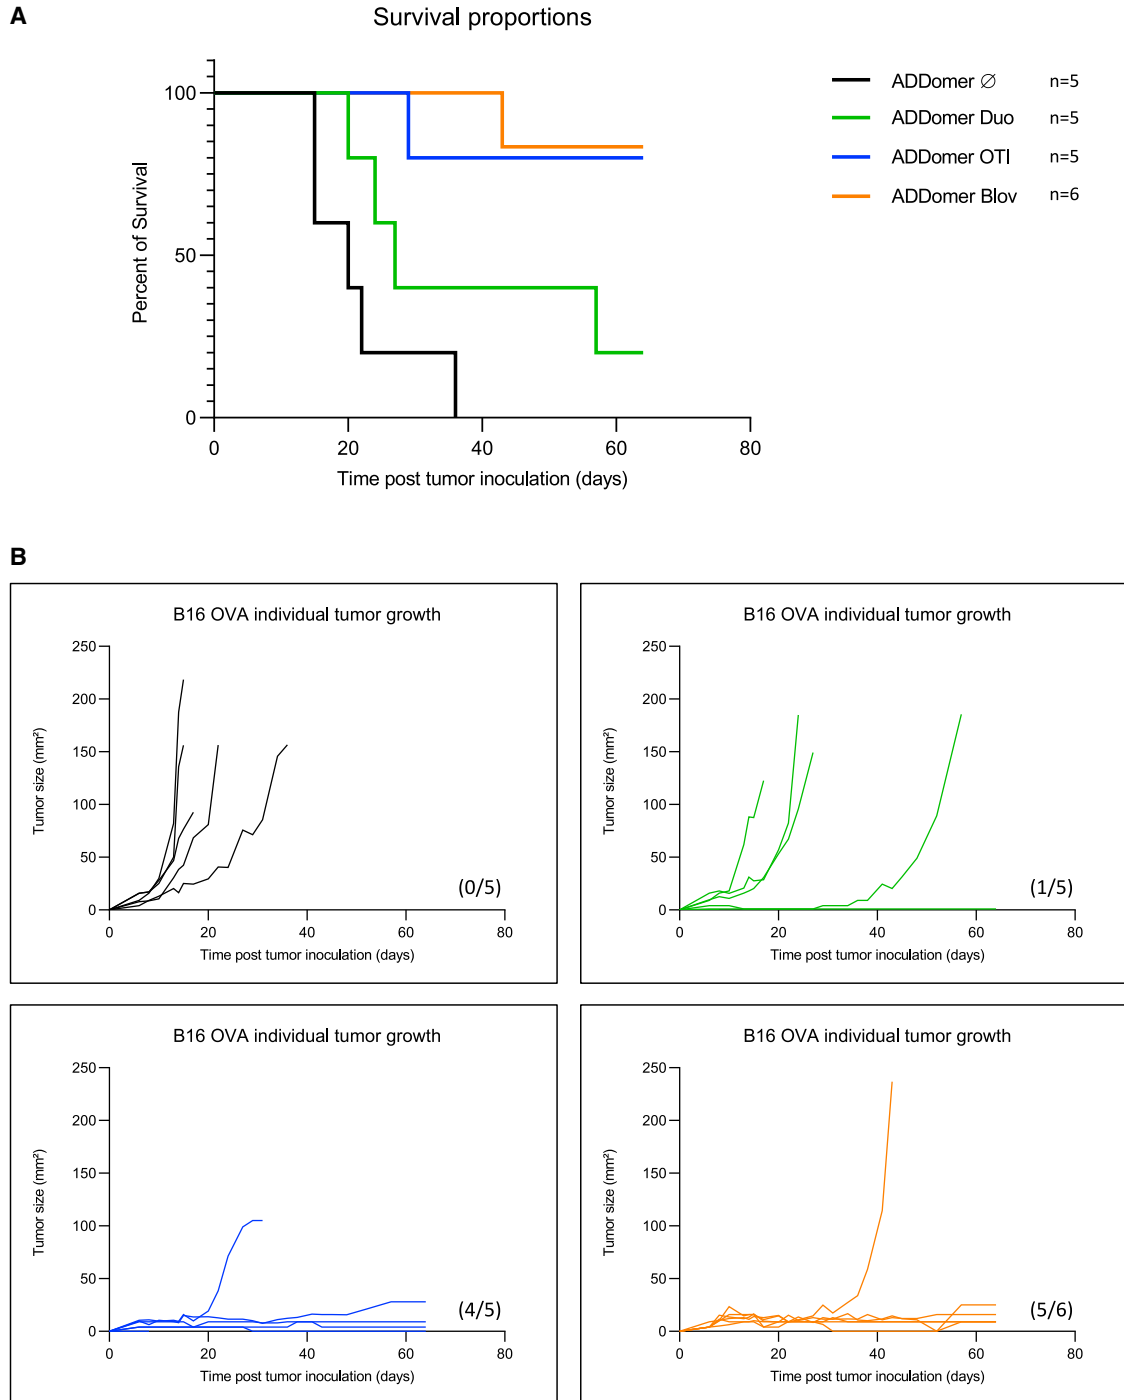 A
Survival proportions
Percent of Survival
100
50
0
0 20 40 60 80
Time post tumor inoculation (days)
ADDomer ∅ n=5
ADDomer Duo n=5
ADDomer OTI n=5
ADDomer Blov n=6
B
B16 OVA individual tumor growth
Tumor size (mm²)
250
200
150
100
50
0
(0/5)
0 20 40 60 80
Time post tumor inoculation (days)
B16 OVA individual tumor growth
Tumor size (mm²)
250
200
150
100
50
0
(1/5)
0 20 40 60 80
Time post tumor inoculation (days)
B16 OVA individual tumor growth
Tumor size (mm²)
250
200
150
100
50
0
(4/5)
0 20 40 60 80
Time post tumor inoculation (days)
B16 OVA individual tumor growth
Tumor size (mm²)
250
200
150
100
50
0
(5/6)
0 20 40 60 80
Time post tumor inoculation (days)